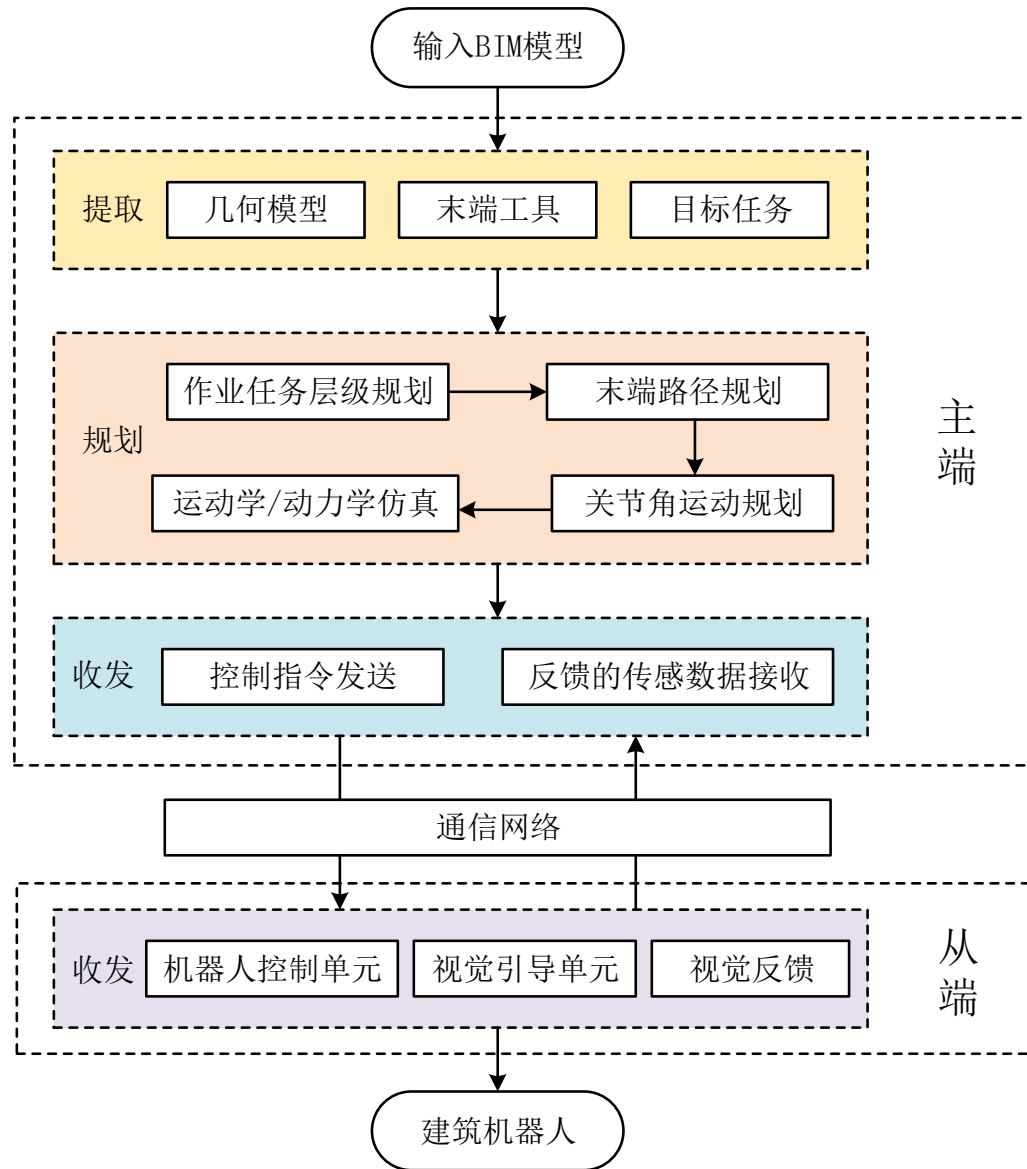 输入BIM模型
提取
几何模型
末端工具
目标任务
作业任务层级规划
末端路径规划
规划
运动学/动力学仿真
关节角运动规划
主端
收发
控制指令发送
反馈的传感数据接收
通信网络
收发
机器人控制单元
视觉引导单元
视觉反馈
从端
建筑机器人